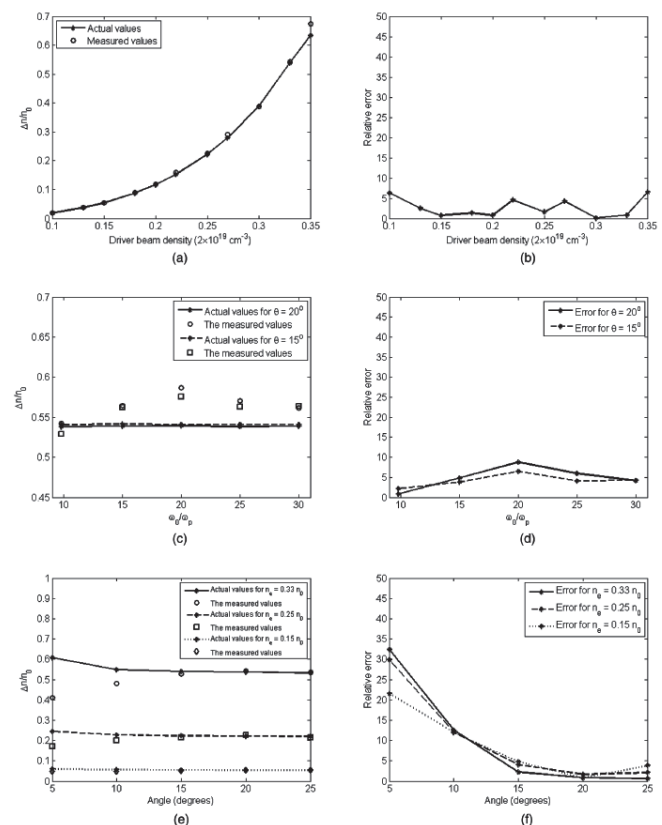 Actual values
Measured values
Δn/n0
0.7
0.6
0.5
0.4
0.3
0.2
0.1
0.1
0.15
0.2
0.25
0.3
0.35
Driver beam density (2×10^19 cm^-3)
(a)
Relative error
50
45
40
35
30
25
20
15
10
5
0
0.1
0.15
0.2
0.25
0.3
0.35
Driver beam density (2×10^19 cm^-3)
(b)
Actual values for θ = 20°
The measured values
Actual values for θ = 15°
The measured values
Δn/n0
0.7
0.65
0.6
0.55
0.5
0.45
10
15
20
25
30
ω0/ωp
(c)
Error for θ = 20°
Error for θ = 15°
Relative error
50
45
40
35
30
25
20
15
10
5
0
10
15
20
25
30
ω0/ωp
(d)
Actual values for ne = 0.33 n0
The measured values
Actual values for ne = 0.25 n0
The measured values
Actual values for ne = 0.15 n0
The measured values
Δn/n0
1
0.9
0.8
0.7
0.6
0.5
0.4
0.3
0.2
0.1
0
5
10
15
20
25
Angle (degrees)
(e)
Error for ne = 0.33 n0
Error for ne = 0.25 n0
Error for ne = 0.15 n0
Relative error
50
45
40
35
30
25
20
15
10
5
0
5
10
15
20
25
Angle (degrees)
(f)